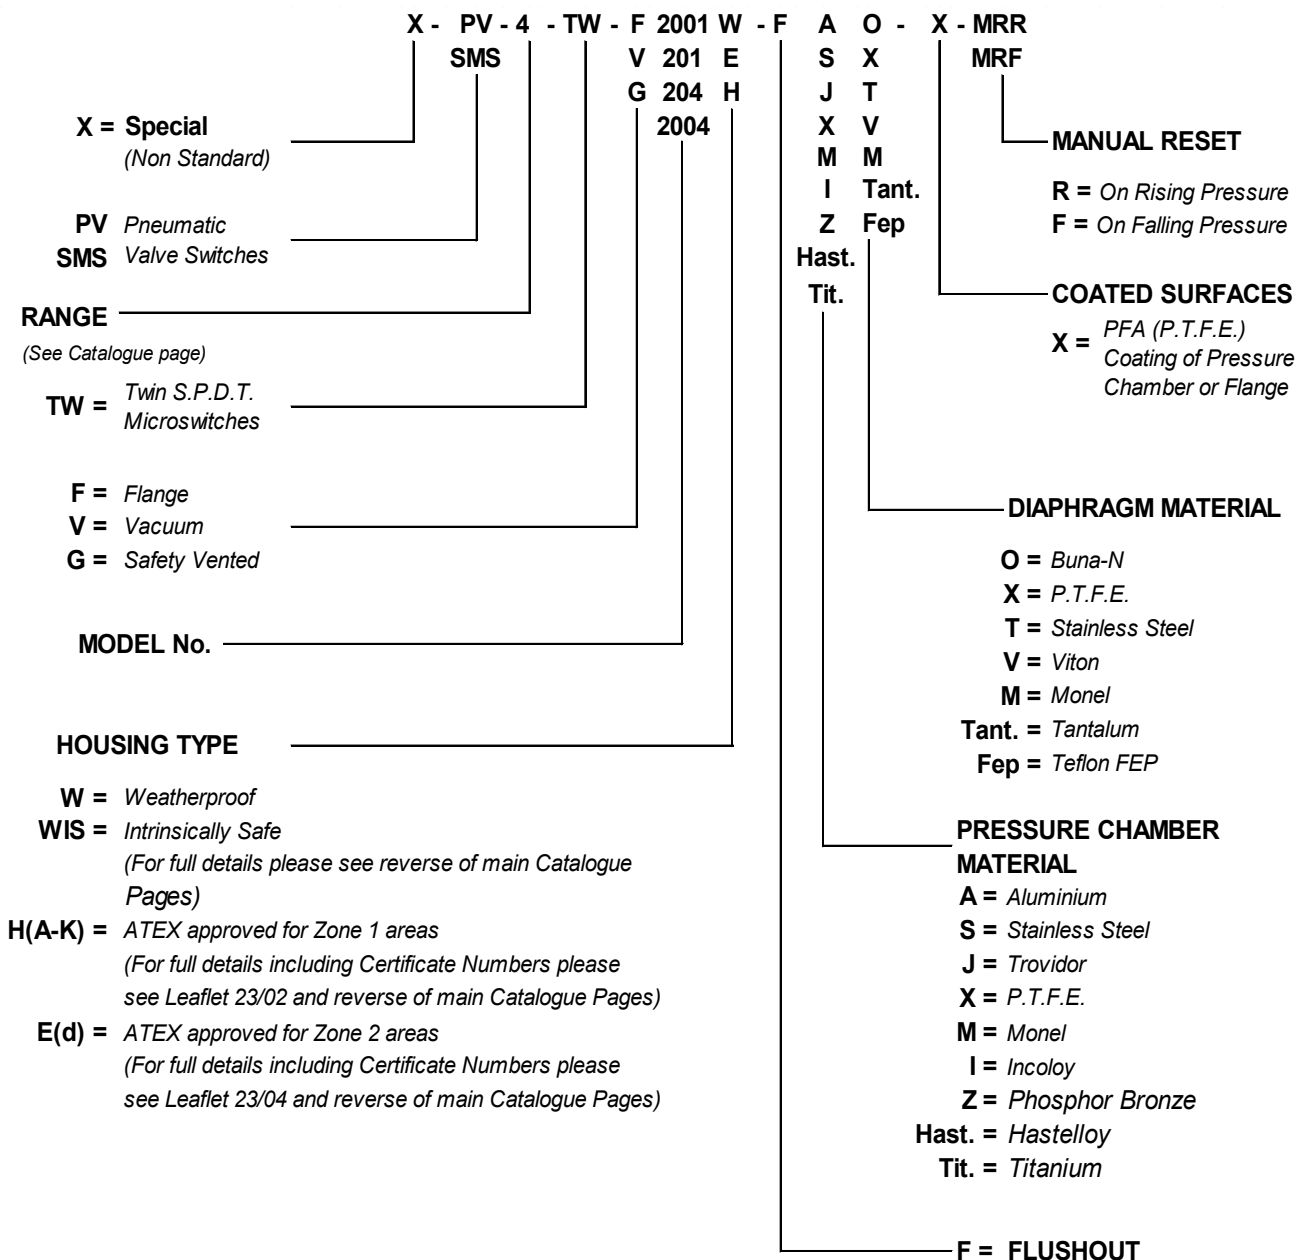 X - PV - 4 - TW - F 2001 W - F A O - X - MRR
SMS V 201 E S X MRF
G 204 H J T
2004 X V
M M
I Tant.
Z Fep
Hast.
Tit.
X = Special
(Non Standard)
PV Pneumatic
SMS Valve Switches
RANGE
(See Catalogue page)
TW = Twin S.P.D.T.
Microswitches
F = Flange
V = Vacuum
G = Safety Vented
MODEL No.
HOUSING TYPE
W = Weatherproof
WIS = Intrinsically Safe
(For full details please see reverse of main Catalogue
Pages)
H(A-K) = ATEX approved for Zone 1 areas
(For full details including Certificate Numbers please
see Leaflet 23/02 and reverse of main Catalogue Pages)
E(d) = ATEX approved for Zone 2 areas
(For full details including Certificate Numbers please
see Leaflet 23/04 and reverse of main Catalogue Pages)
MANUAL RESET
R = On Rising Pressure
F = On Falling Pressure
COATED SURFACES
X = PFA (P.T.F.E.)
Coating of Pressure
Chamber or Flange
DIAPHRAGM MATERIAL
O = Buna-N
X = P.T.F.E.
T = Stainless Steel
V = Viton
M = Monel
Tant. = Tantalum
Fep = Teflon FEP
PRESSURE CHAMBER
MATERIAL
A = Aluminium
S = Stainless Steel
J = Trovidor
X = P.T.F.E.
M = Monel
I = Incoloy
Z = Phosphor Bronze
Hast. = Hastelloy
Tit. = Titanium
F = FLUSHOUT